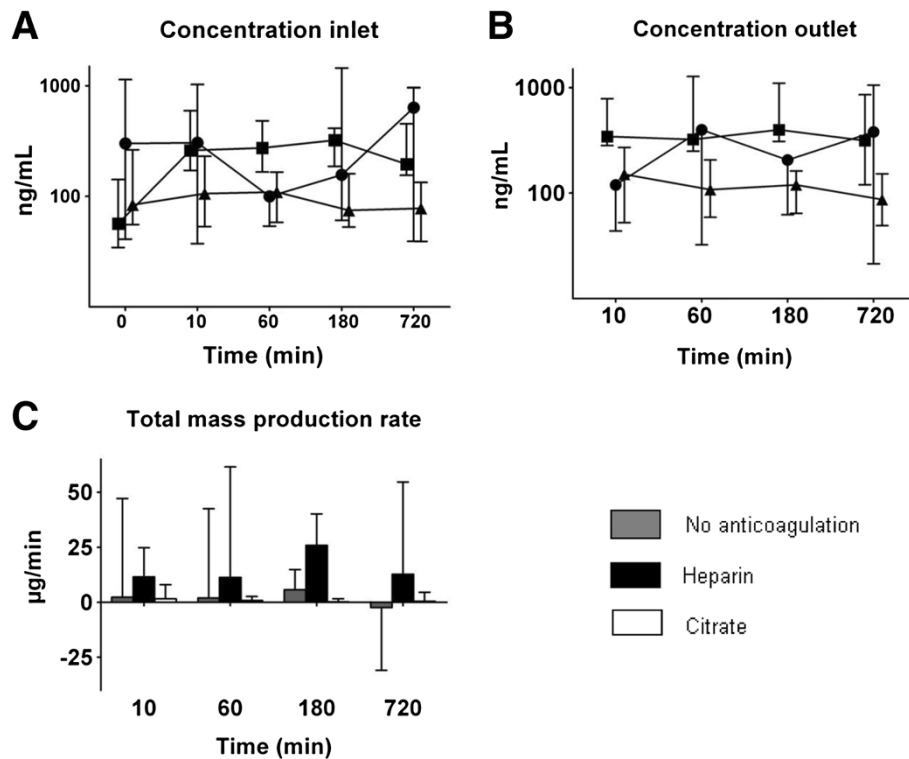 A
Concentration inlet
1000
100
ng/mL
0 10 60 180 720
Time (min)
B
Concentration outlet
1000
100
ng/mL
10 60 180 720
Time (min)
C
Total mass production rate
50
25
0
-25
µg/min
10 60 180 720
Time (min)
No anticoagulation
Heparin
Citrate